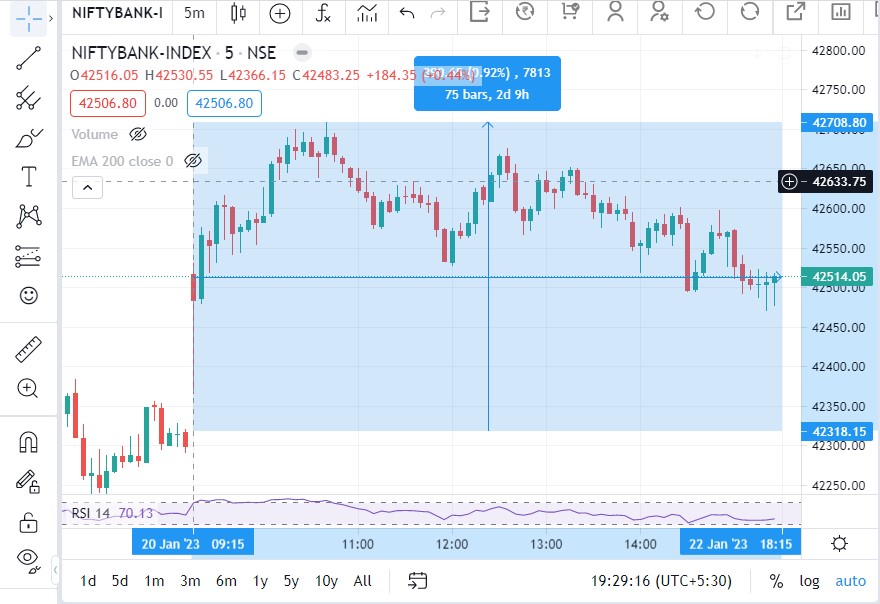 NIFTYBANK-I 5m
NIFTYBANK-INDEX · 5 · NSE
O42516.05 H42530.55 L42366.15 C42483.25 +184.35 (+0.44%)
(0.92%) , 7813
75 bars, 2d 9h
42506.80 0.00 42506.80
Volume
EMA 200 close 0
42800.00
42750.00
42708.80
42650.00
42633.75
42600.00
42550.00
42514.05
42500.00
42450.00
42400.00
42350.00
42318.15
42300.00
42250.00
RSI 14 70.13
20 Jan '23 09:15 11:00 12:00 13:00 14:00 22 Jan '23 18:15
1d 5d 1m 3m 6m 1y 5y 10y All 19:29:16 (UTC+5:30) % log auto